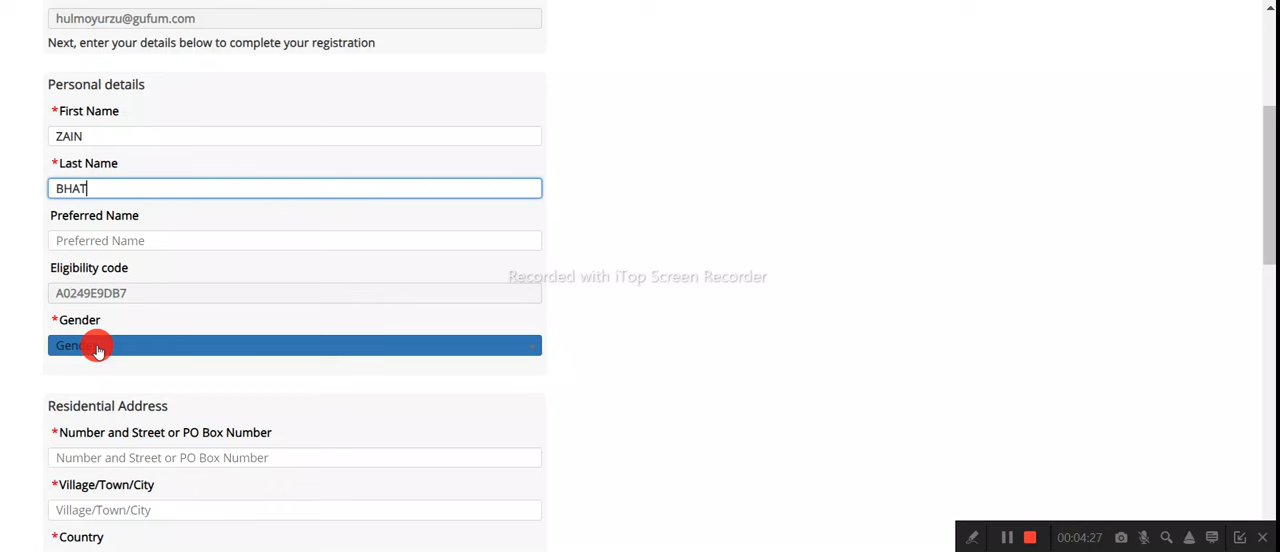 hulmoyurzu@gufum.com
Next, enter your details below to complete your registration
Personal details
*First Name
ZAIN
*Last Name
BHAT
Preferred Name
Preferred Name
Eligibility code
A0249E9DB7
Recorded with iTop Screen Recorder
*Gender
Residential Address
*Number and Street or PO Box Number
Number and Street or PO Box Number
*Village/Town/City
Village/Town/City
*Country
00:04:27